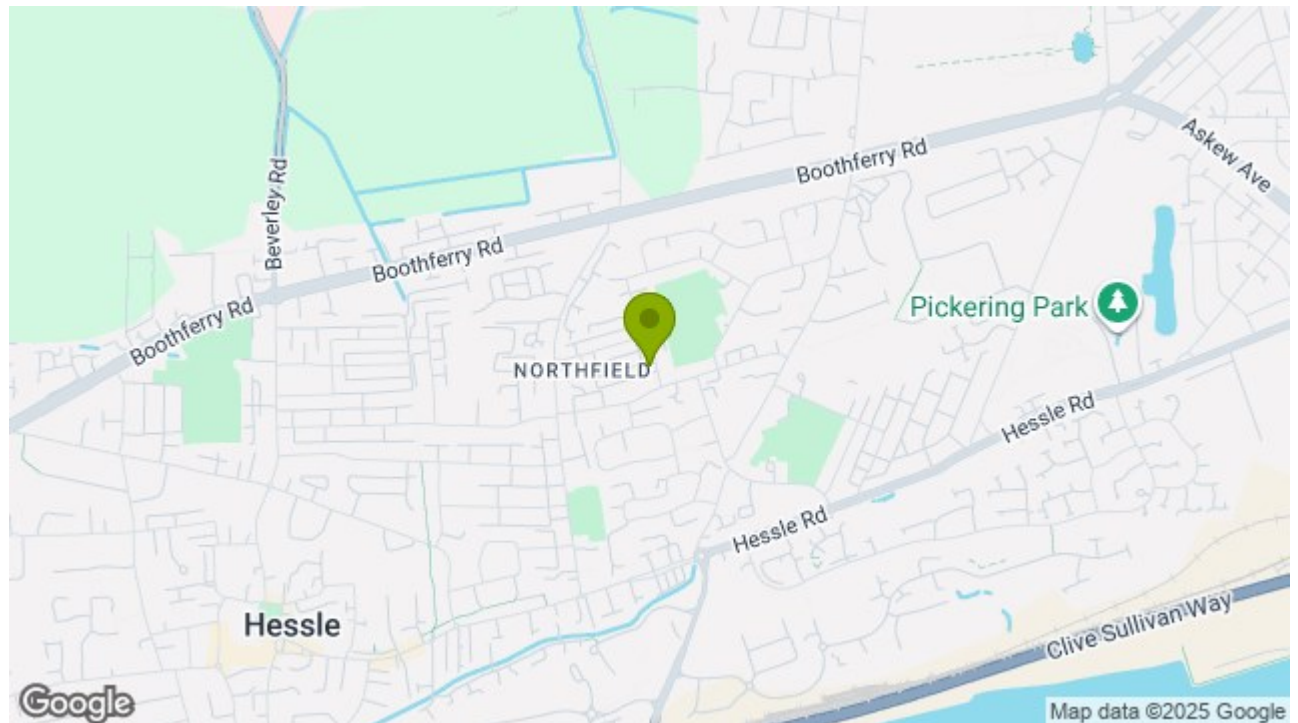 Boothferry Rd
Askew Ave
Beverley Rd
Boothferry Rd
Boothferry Rd
Pickering Park
NORTHFIELD
Hessle Rd
Hessle Rd
Hessle
Clive Sullivan Way
Google
Map data ©2025 Google